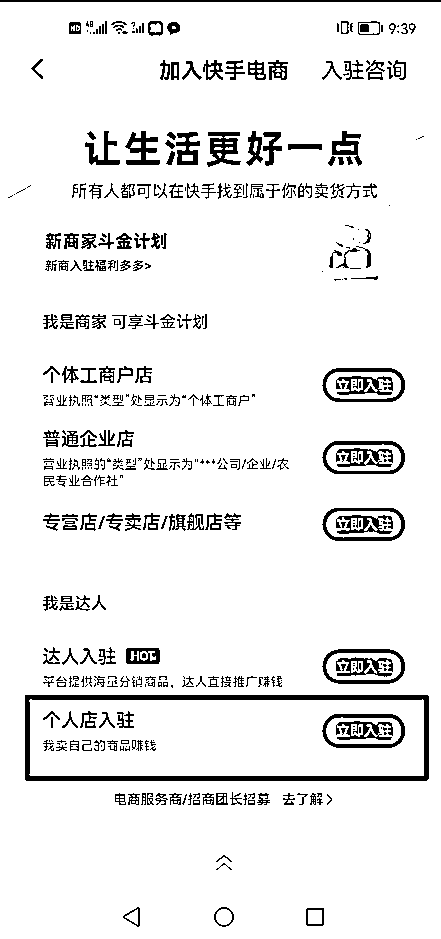 9:39
加入快手电商 入驻咨询
让生活更好一点
所有人都可以在快手找到属于你的卖货方式
新商家斗金计划
新商入驻福利多多>
我是商家 可享斗金计划
个体工商户店
营业执照“类型”处显示为“个体工商户”
立即入驻
普通企业店
营业执照的“类型”处显示为“***公司/企业/农
民专业合作社”
立即入驻
专营店/专卖店/旗舰店等
立即入驻
我是达人
达人入驻 HOT
平台提供海量分销商品，达人直接推广赚钱
立即入驻
个人店入驻
我卖自己的商品赚钱
立即入驻
电商服务商/招商团长招募 去了解>